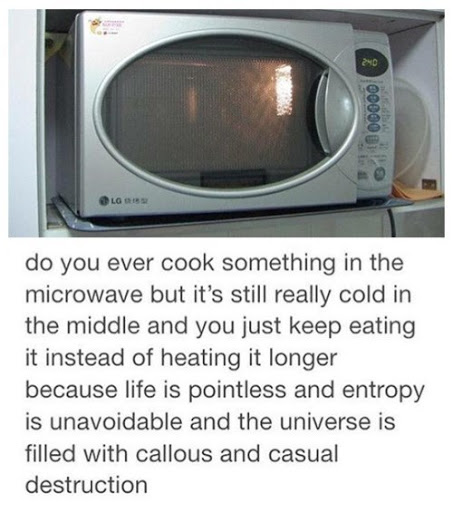 240
LG
do you ever cook something in the
microwave but it's still really cold in
the middle and you just keep eating
it instead of heating it longer
because life is pointless and entropy
is unavoidable and the universe is
filled with callous and casual
destruction